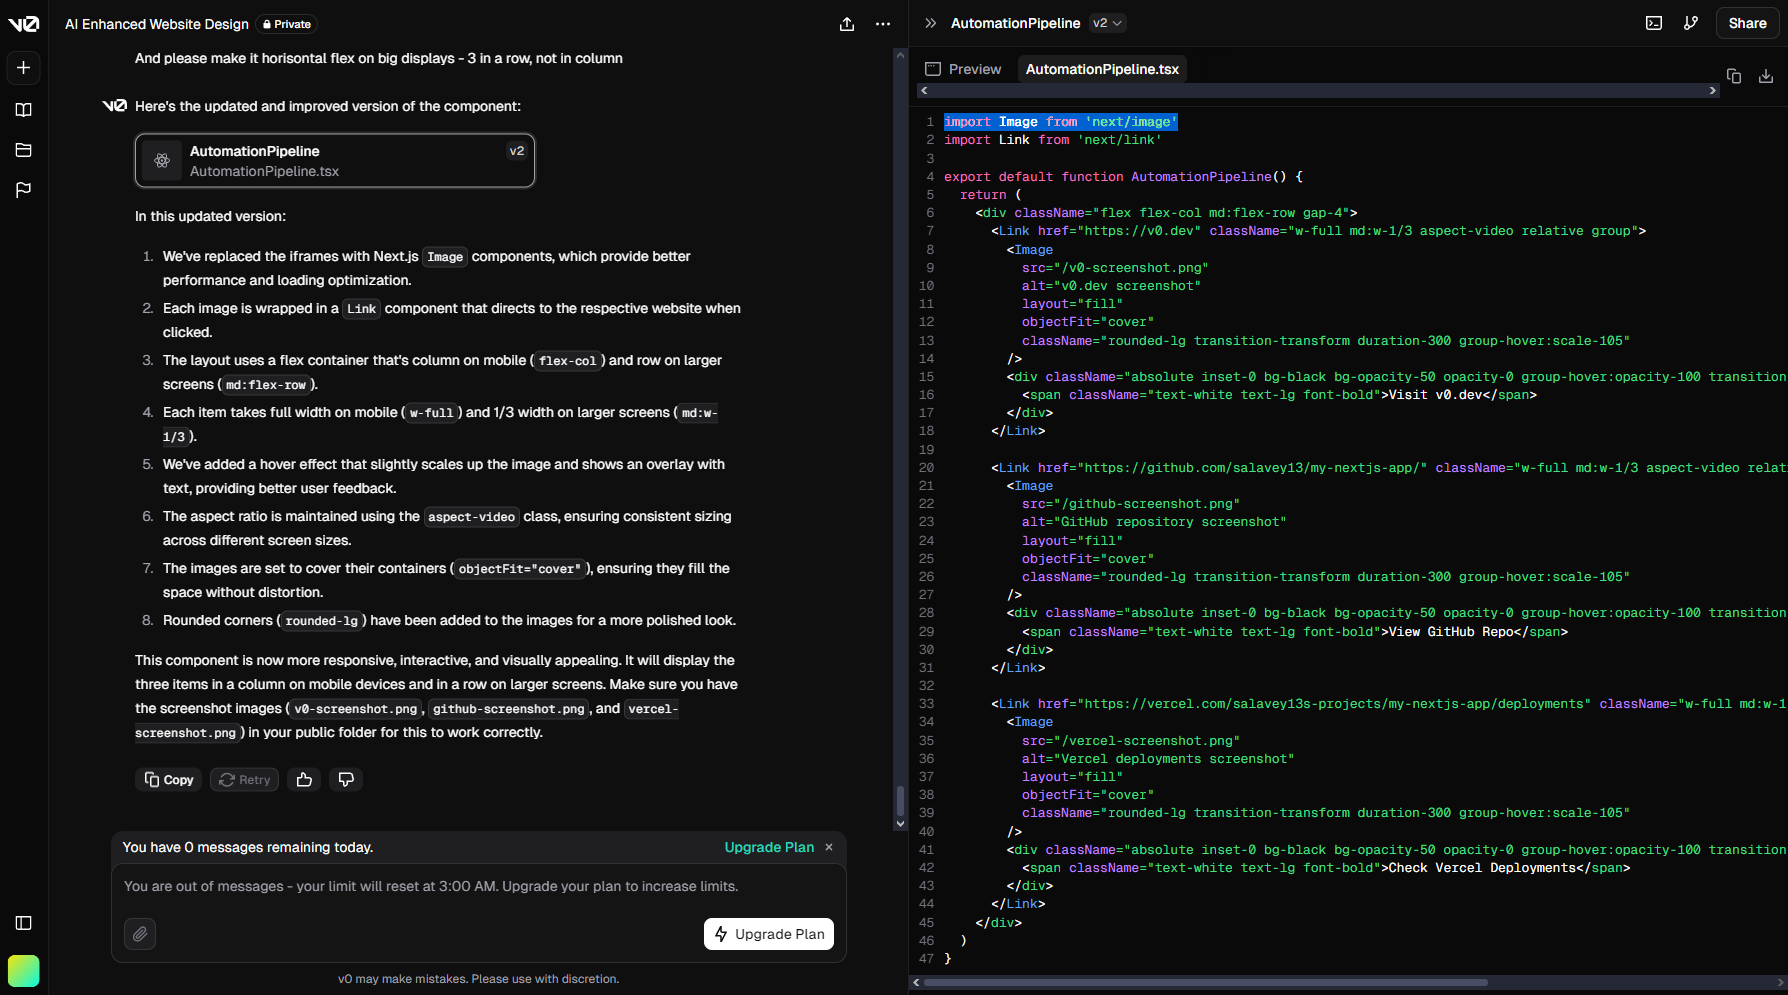 AI Enhanced Website Design
Private
And please make it horisontal flex on big displays - 3 in a row, not in column
Here's the updated and improved version of the component:
AutomationPipeline
v2
AutomationPipeline.tsx
In this updated version:
1. We've replaced the iframes with Next.js Image components, which provide better
performance and loading optimization.
2. Each image is wrapped in a Link component that directs to the respective website when
clicked.
3. The layout uses a flex container that's column on mobile (flex-col) and row on larger
screens (md:flex-row).
4. Each item takes full width on mobile (w-full) and 1/3 width on larger screens (md:w-
1/3).
5. We've added a hover effect that slightly scales up the image and shows an overlay with
text, providing better user feedback.
6. The aspect ratio is maintained using the aspect-video class, ensuring consistent sizing
across different screen sizes.
7. The images are set to cover their containers (objectFit="cover"), ensuring they fill the
space without distortion.
8. Rounded corners (rounded-lg) have been added to the images for a more polished look.
This component is now more responsive, interactive, and visually appealing. It will display the
three items in a column on mobile devices and in a row on larger screens. Make sure you have
the screenshot images (v0-screenshot.png, github-screenshot.png, and vercel-
screenshot.png) in your public folder for this to work correctly.
Copy
Retry
You have 0 messages remaining today.
Upgrade Plan ×
You are out of messages - your limit will reset at 3:00 AM. Upgrade your plan to increase limits.
Upgrade Plan
v0 may make mistakes. Please use with discretion.
AutomationPipeline v2
Share
Preview
AutomationPipeline.tsx
1 import Image from 'next/image'
2 import Link from 'next/link'
3
4 export default function AutomationPipeline() {
5 return (
6 <div className="flex flex-col md:flex-row gap-4">
7 <Link href="https://v0.dev" className="w-full md:w-1/3 aspect-video relative group">
8 <Image
9 src="/v0-screenshot.png"
10 alt="v0.dev screenshot"
11 layout="fill"
12 objectFit="cover"
13 className="rounded-lg transition-transform duration-300 group-hover:scale-105"
14 />
15 <div className="absolute inset-0 bg-black bg-opacity-50 opacity-0 group-hover:opacity-100 transition
16 <span className="text-white text-lg font-bold">Visit v0.dev</span>
17 </div>
18 </Link>
19
20 <Link href="https://github.com/salavey13/my-nextjs-app/" className="w-full md:w-1/3 aspect-video relat
21 <Image
22 src="/github-screenshot.png"
23 alt="GitHub repository screenshot"
24 layout="fill"
25 objectFit="cover"
26 className="rounded-lg transition-transform duration-300 group-hover:scale-105"
27 />
28 <div className="absolute inset-0 bg-black bg-opacity-50 opacity-0 group-hover:opacity-100 transition
29 <span className="text-white text-lg font-bold">View GitHub Repo</span>
30 </div>
31 </Link>
32
33 <Link href="https://vercel.com/salavey13s-projects/my-nextjs-app/deployments" className="w-full md:w-1
34 <Image
35 src="/vercel-screenshot.png"
36 alt="Vercel deployments screenshot"
37 layout="fill"
38 objectFit="cover"
39 className="rounded-lg transition-transform duration-300 group-hover:scale-105"
40 />
41 <div className="absolute inset-0 bg-black bg-opacity-50 opacity-0 group-hover:opacity-100 transition
42 <span className="text-white text-lg font-bold">Check Vercel Deployments</span>
43 </div>
44 </Link>
45 </div>
46 )
47 }